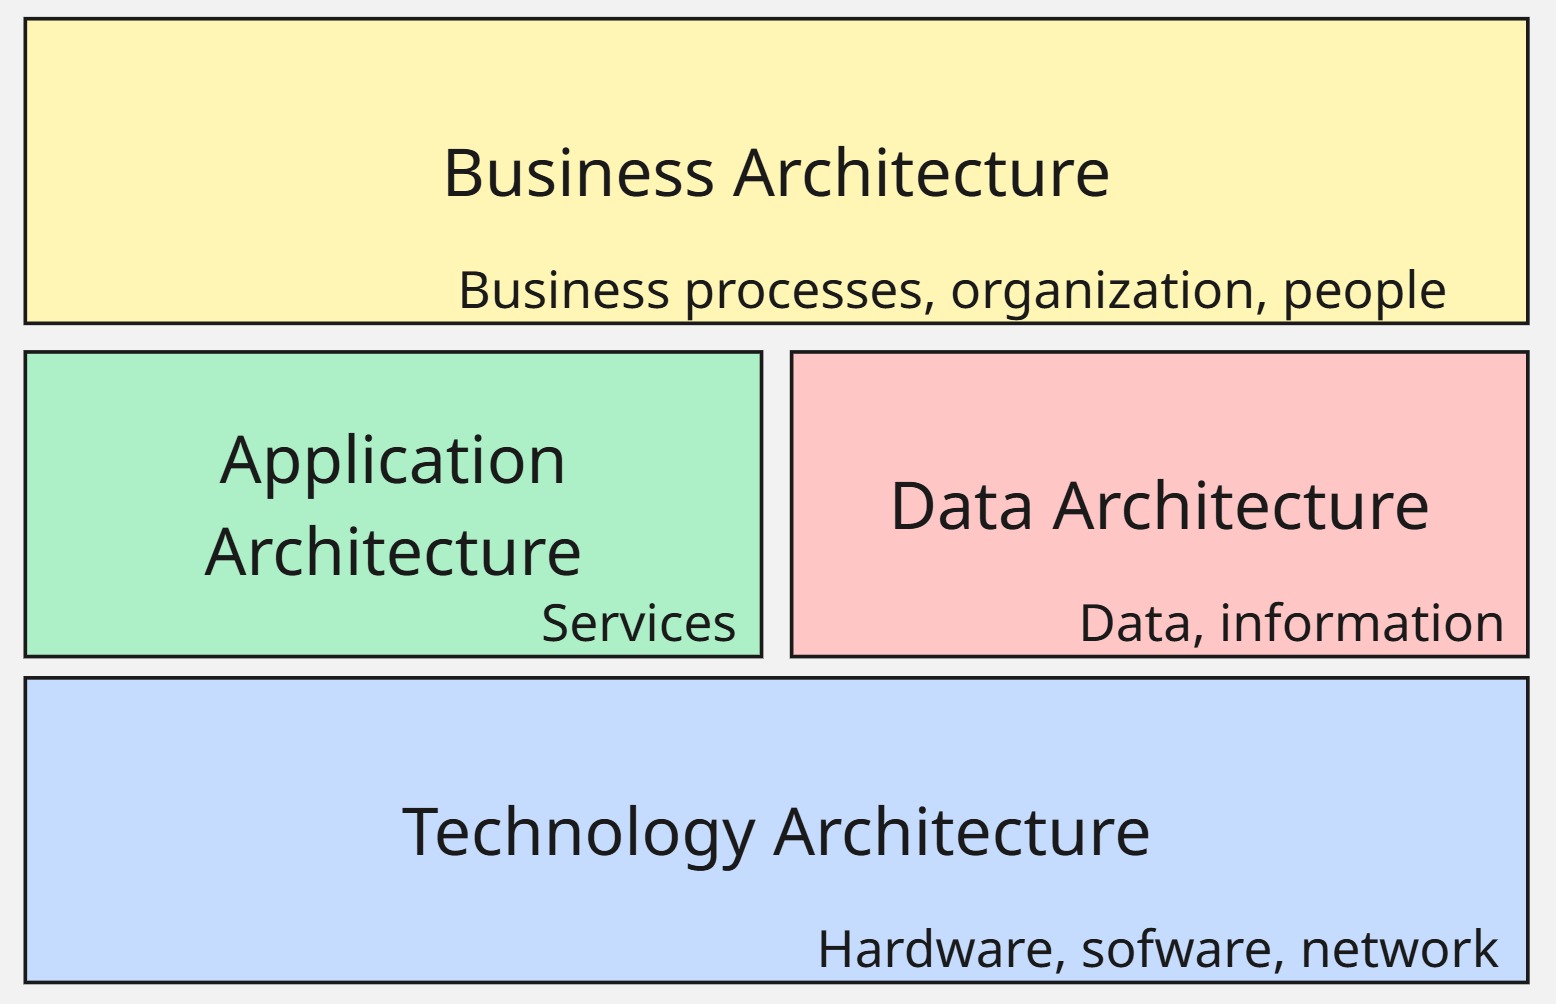 Business Architecture
Business processes, organization, people
Application
Architecture
Services
Data Architecture
Data, information
Technology Architecture
Hardware, sofware, network